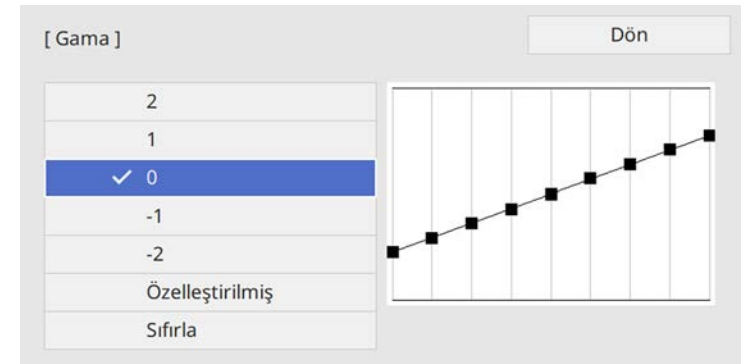 [ Gama ]
Dön
2
1
0
-1
-2
Özelleştirilmiş
Sıfırla